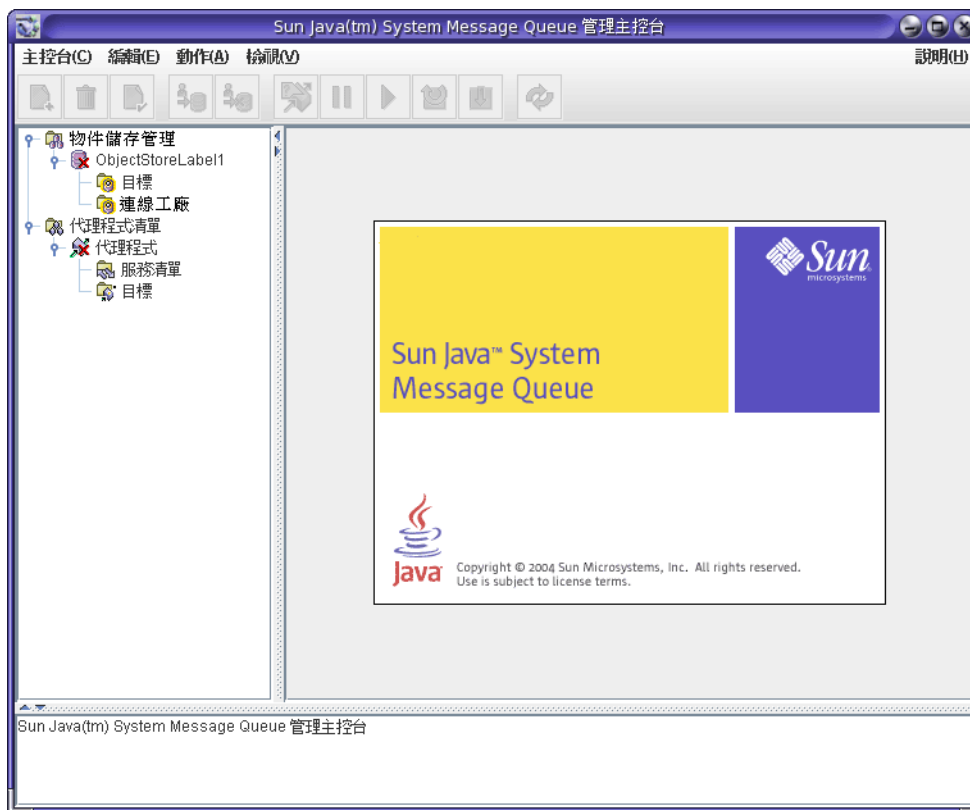 Sun Java(tm) System Message Queue 管理主控台
主控台(C) 編輯(E) 動作(A) 檢視(V) 說明(H)
物件儲存管理
ObjectStoreLabel1
目標
連線工廠
代理程式清單
代理程式
服務清單
目標
Sun
microsystems
Sun Java™ System
Message Queue
Java
Copyright © 2004 Sun Microsystems, Inc. All rights reserved.
Use is subject to license terms.
Sun Java(tm) System Message Queue 管理主控台